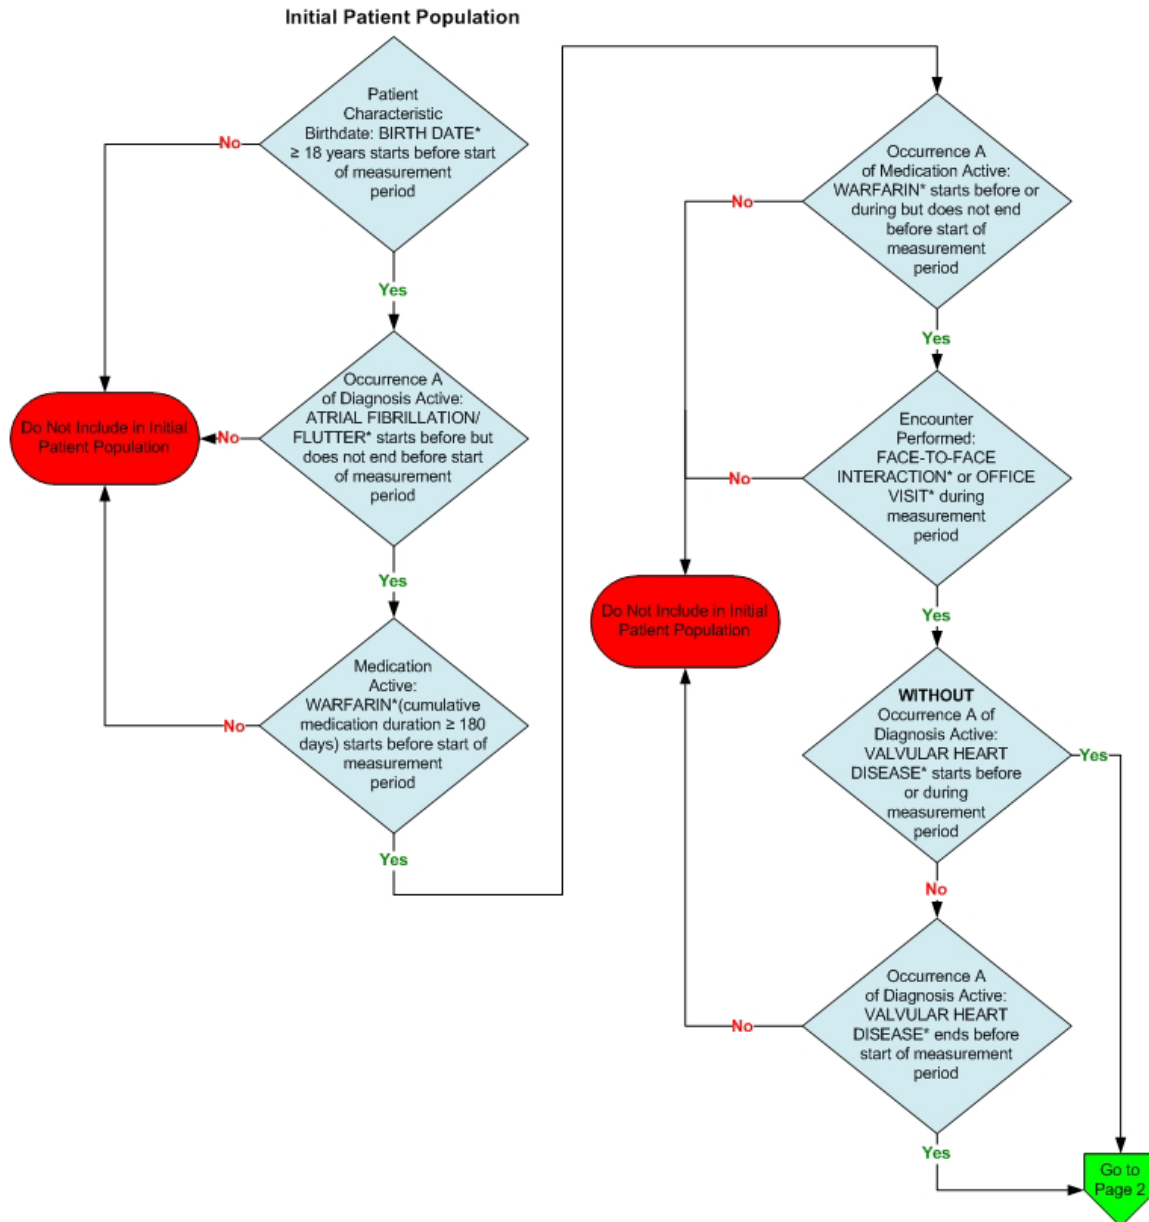 Initial Patient Population
Patient
Characteristic
Birthdate: BIRTH DATE*
≥ 18 years starts before start
of measurement
period
No
Yes
Occurrence A
of Diagnosis Active:
ATRIAL FIBRILLATION/
FLUTTER* starts before but
does not end before start
of measurement
period
No
Do Not Include in Initial
Patient Population
Yes
Medication
Active:
WARFARIN*(cumulative
medication duration ≥ 180
days) starts before start of
measurement
period
No
Yes
Occurrence A
of Medication Active:
WARFARIN* starts before or
during but does not end
before start of
measurement
period
No
Yes
Encounter
Performed:
FACE-TO-FACE
INTERACTION* or OFFICE
VISIT* during
measurement
period
No
Do Not Include in Initial
Patient Population
Yes
WITHOUT
Occurrence A of
Diagnosis Active:
VALVULAR HEART
DISEASE* starts before
or during
measurement
period
Yes
No
Occurrence A
of Diagnosis Active:
VALVULAR HEART
DISEASE* ends before
start of measurement
period
No
Yes
Go to
Page 2